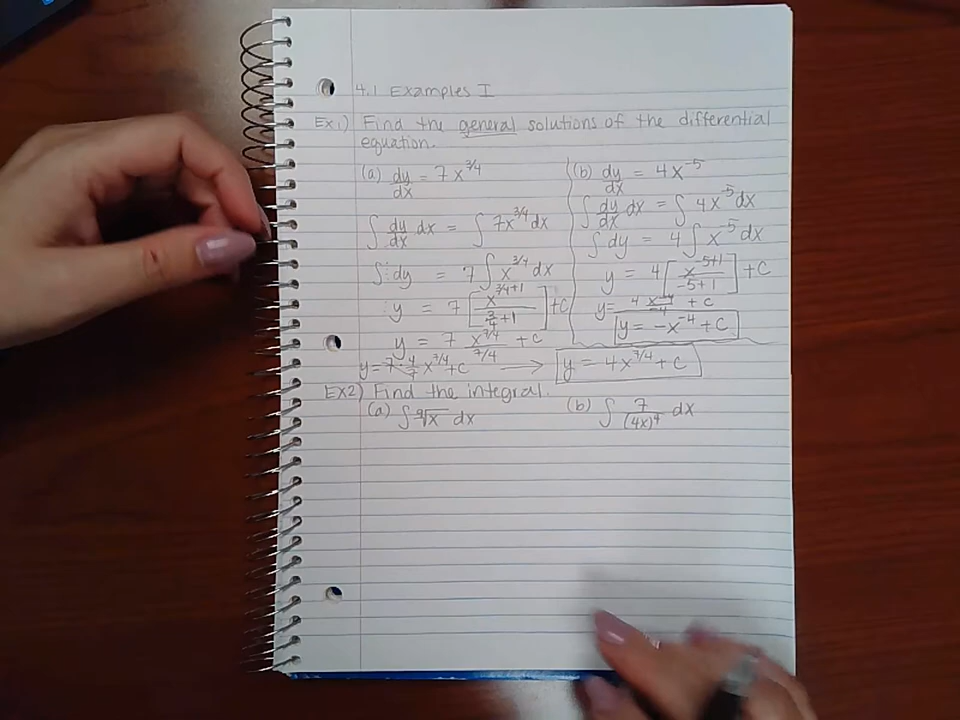 4.1 Examples I
Ex1) Find the general solutions of the differential
equation.
(a) dy/dx = 7x^(3/4)
∫ dy/dx dx = ∫ 7x^(3/4) dx
∫ dy = 7 ∫ x^(3/4) dx
y = 7 [x^(3/4+1) / (3/4+1)] + C
y = 7 x^(7/4) / (7/4) + C
y = 7 · 4/7 x^(3/4) + C → y = 4x^(3/4) + C
(b) dy/dx = 4x^(-5)
∫ dy/dx dx = ∫ 4x^(-5) dx
∫ dy = 4 ∫ x^(-5) dx
y = 4 [x^(-5+1) / (-5+1)] + C
y = 4 x^(-4) / (-4) + C
y = -x^(-4) + C
Ex2) Find the integral.
(a) ∫ ⁹√x dx
(b) ∫ 7/(4x)^4 dx